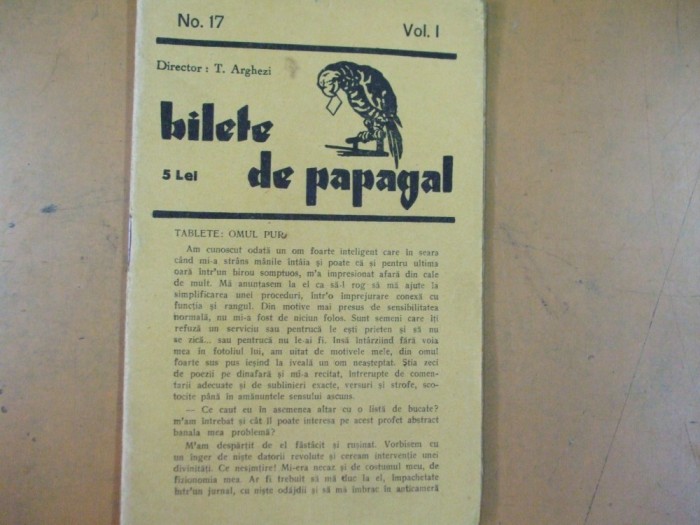 No. 17
Vol. I
Director : T. Arghezi
bilete
5 Lei
de papagal
TABLETE: OMUL PUR
Am cunoscut odată un om foarte inteligent care în seara
când mi-a strâns mânile întâia și poate că și pentru ultima
oară într'un birou somptuos, m'a impresionat afară din cale
de mult. Mă anunțasem la el ca să-l rog să mă ajute la
simplificarea unei proceduri, într'o împrejurare conexă cu
funcția și rangul. Din motive mai presus de sensibilitatea
normală, nu mi-a fost de niciun folos. Sunt semeni care îți
refuză un serviciu sau pentrucă le ești prieten și să nu
se zică... sau pentrucă nu le-ai fi. Insă întârziind fără voia
mea în fotoliul lui, am uitat de motivele mele, din omul
foarte sus pus ieșind la iveală un om neașteptat. Știa zeci
de poezii pe dinafară și mi-a recitat, întrerupte de comen-
tarii adecuate și de sublinieri exacte, versuri și strofe, sco-
tocite până în amănuntele sensului ascuns.
— Ce caut eu în asemenea altar cu o listă de bucate?
m'am întrebat și cât îl poate interesa pe acest profet abstract
banala mea problemă?
M'am despărțit de el fâstâcit și rușinat. Vorbisem cu
un înger de niște datorii revolute și ceream intervenție unei
divinități. Ce nesimțire! Mi-era necaz și de costumul meu, de
fizionomia mea. Ar fi trebuit să mă duc la el, împachetate
într'un jurnal, cu niște odăjdii și să mă îmbrac în anticameră